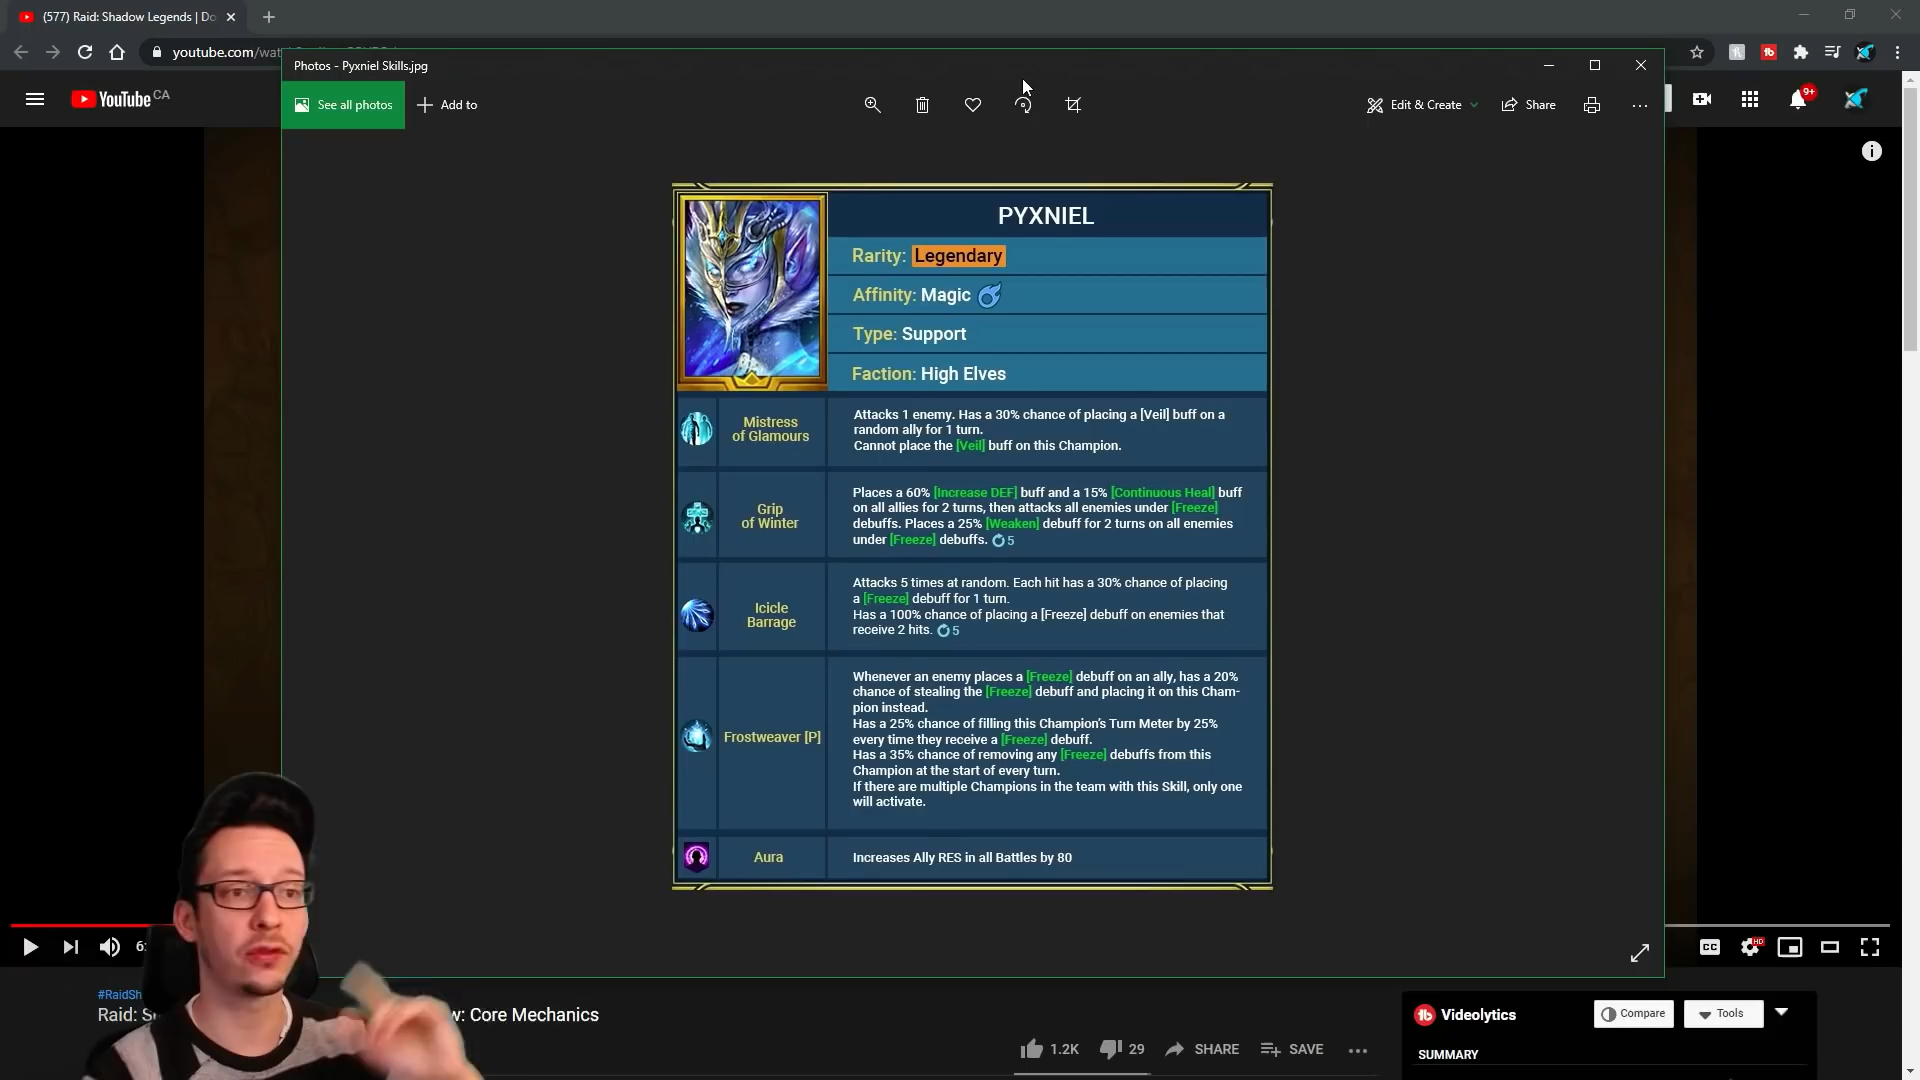 (577) Raid: Shadow Legends | Do
youtube.com/wat
Photos - Pyxniel Skills.jpg
See all photos
Add to
Edit & Create
Share
YouTube CA
9+
PYXNIEL
Rarity: Legendary
Affinity: Magic
Type: Support
Faction: High Elves
Mistress
of Glamours
Attacks 1 enemy. Has a 30% chance of placing a [Veil] buff on a
random ally for 1 turn.
Cannot place the [Veil] buff on this Champion.
Grip
of Winter
Places a 60% [Increase DEF] buff and a 15% [Continuous Heal] buff
on all allies for 2 turns, then attacks all enemies under [Freeze]
debuffs. Places a 25% [Weaken] debuff for 2 turns on all enemies
under [Freeze] debuffs. 5
Icicle
Barrage
Attacks 5 times at random. Each hit has a 30% chance of placing
a [Freeze] debuff for 1 turn.
Has a 100% chance of placing a [Freeze] debuff on enemies that
receive 2 hits. 5
Frostweaver [P]
Whenever an enemy places a [Freeze] debuff on an ally, has a 20%
chance of stealing the [Freeze] debuff and placing it on this Cham-
pion instead.
Has a 25% chance of filling this Champion's Turn Meter by 25%
every time they receive a [Freeze] debuff.
Has a 35% chance of removing any [Freeze] debuffs from this
Champion at the start of every turn.
If there are multiple Champions in the team with this Skill, only one
will activate.
Aura
Increases Ally RES in all Battles by 80
6:
CC
HD
#RaidSh
Raid: S
w: Core Mechanics
1.2K
29
SHARE
SAVE
Videolytics
Compare
Tools
SUMMARY